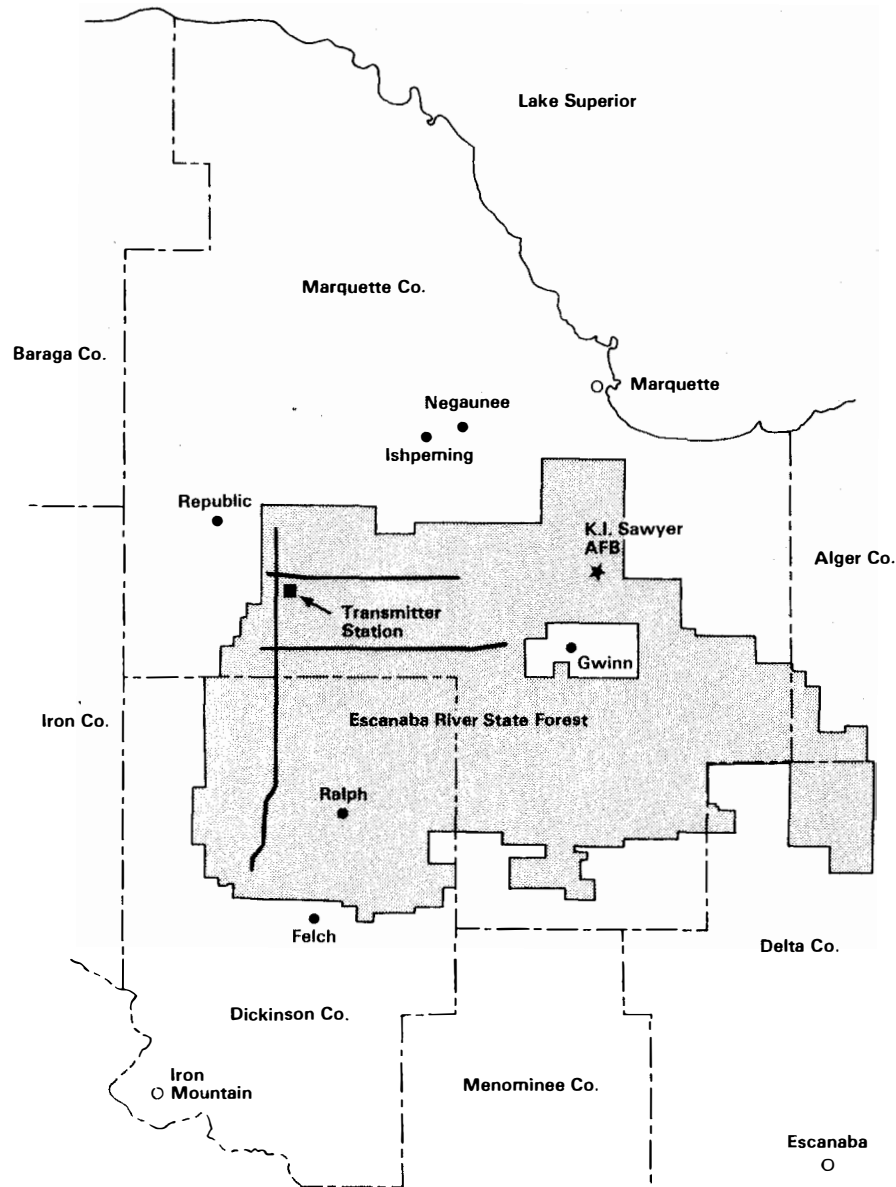 Lake Superior
Marquette Co.
Baraga Co.
Marquette
Negaunee
Ishpeming
Republic
K.I. Sawyer
AFB
Alger Co.
Transmitter
Station
Gwinn
Iron Co.
Escanaba River State Forest
Ralph
Felch
Delta Co.
Dickinson Co.
Iron
Mountain
Menominee Co.
Escanaba